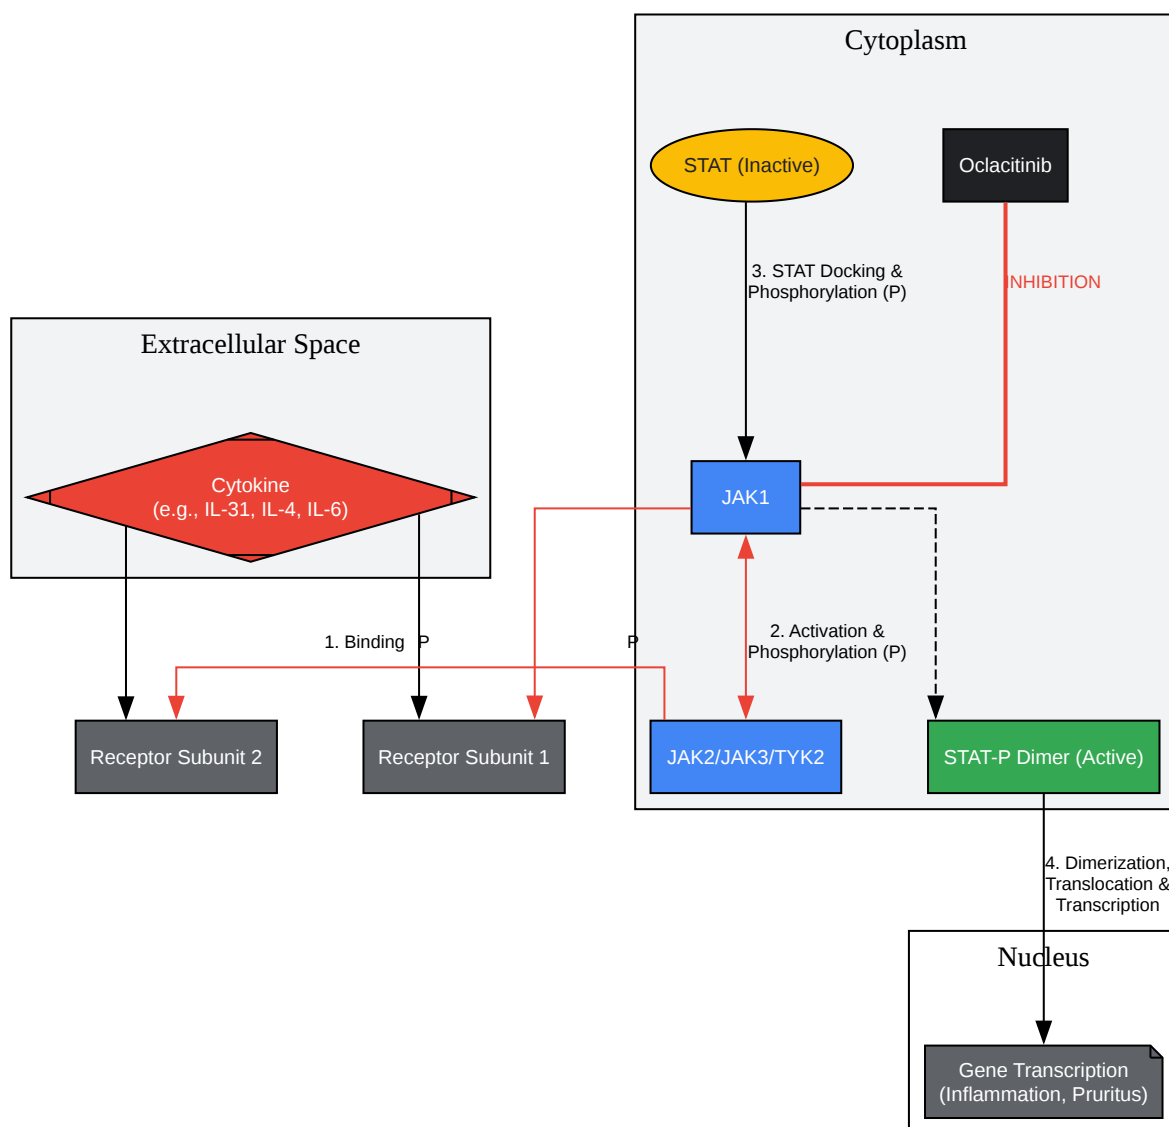 Cytoplasm
STAT (Inactive)
Oclacitinib
3. STAT Docking &
Phosphorylation (P)
INHIBITION
Extracellular Space
Cytokine
(e.g., IL-31, IL-4, IL-6)
JAK1
1. Binding
P
P
2. Activation &
Phosphorylation (P)
Receptor Subunit 2
Receptor Subunit 1
JAK2/JAK3/TYK2
STAT-P Dimer (Active)
4. Dimerization,
Translocation &
Transcription
Nucleus
Gene Transcription
(Inflammation, Pruritus)